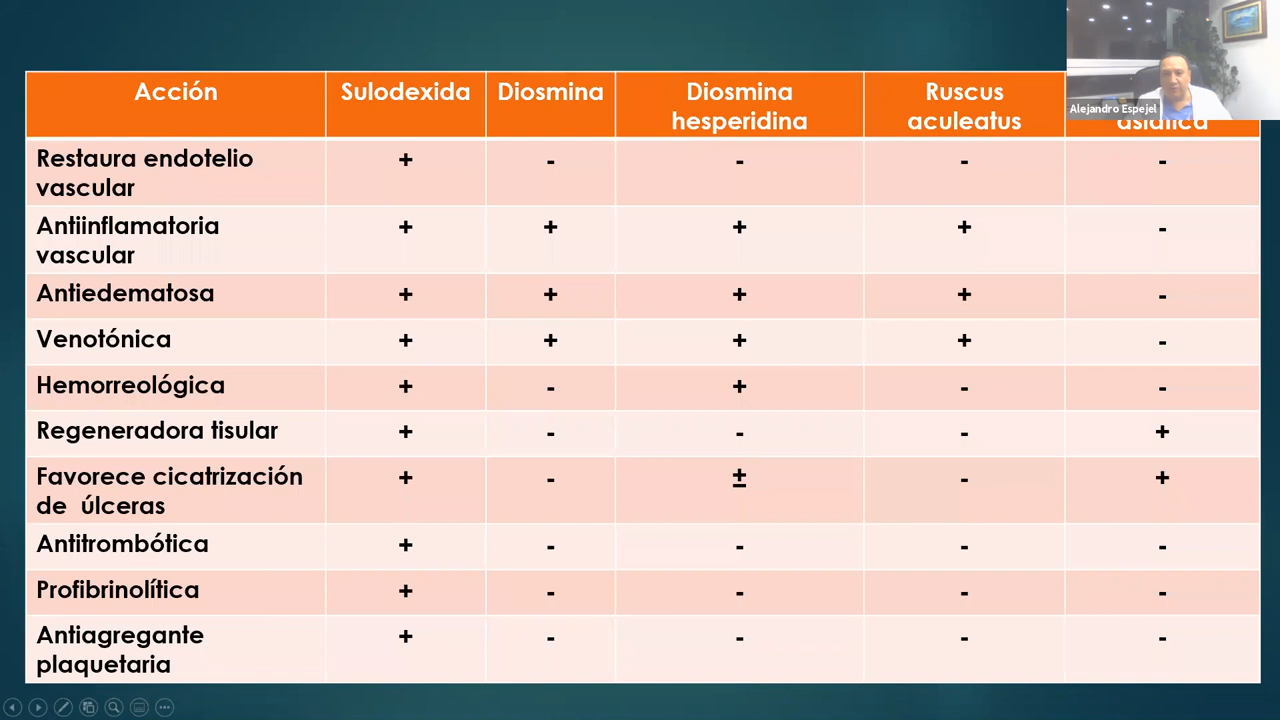 Acción Sulodexida Diosmina Diosmina hesperidina Ruscus aculeatus asiática
Alejandro Espejel
Restaura endotelio vascular + - - - -
Antiinflamatoria vascular + + + + -
Antiedematosa + + + + -
Venotónica + + + + -
Hemorreológica + - + - -
Regeneradora tisular + - - - +
Favorece cicatrización de úlceras + - ± - +
Antitrombótica + - - - -
Profibrinolítica + - - - -
Antiagregante plaquetaria + - - - -